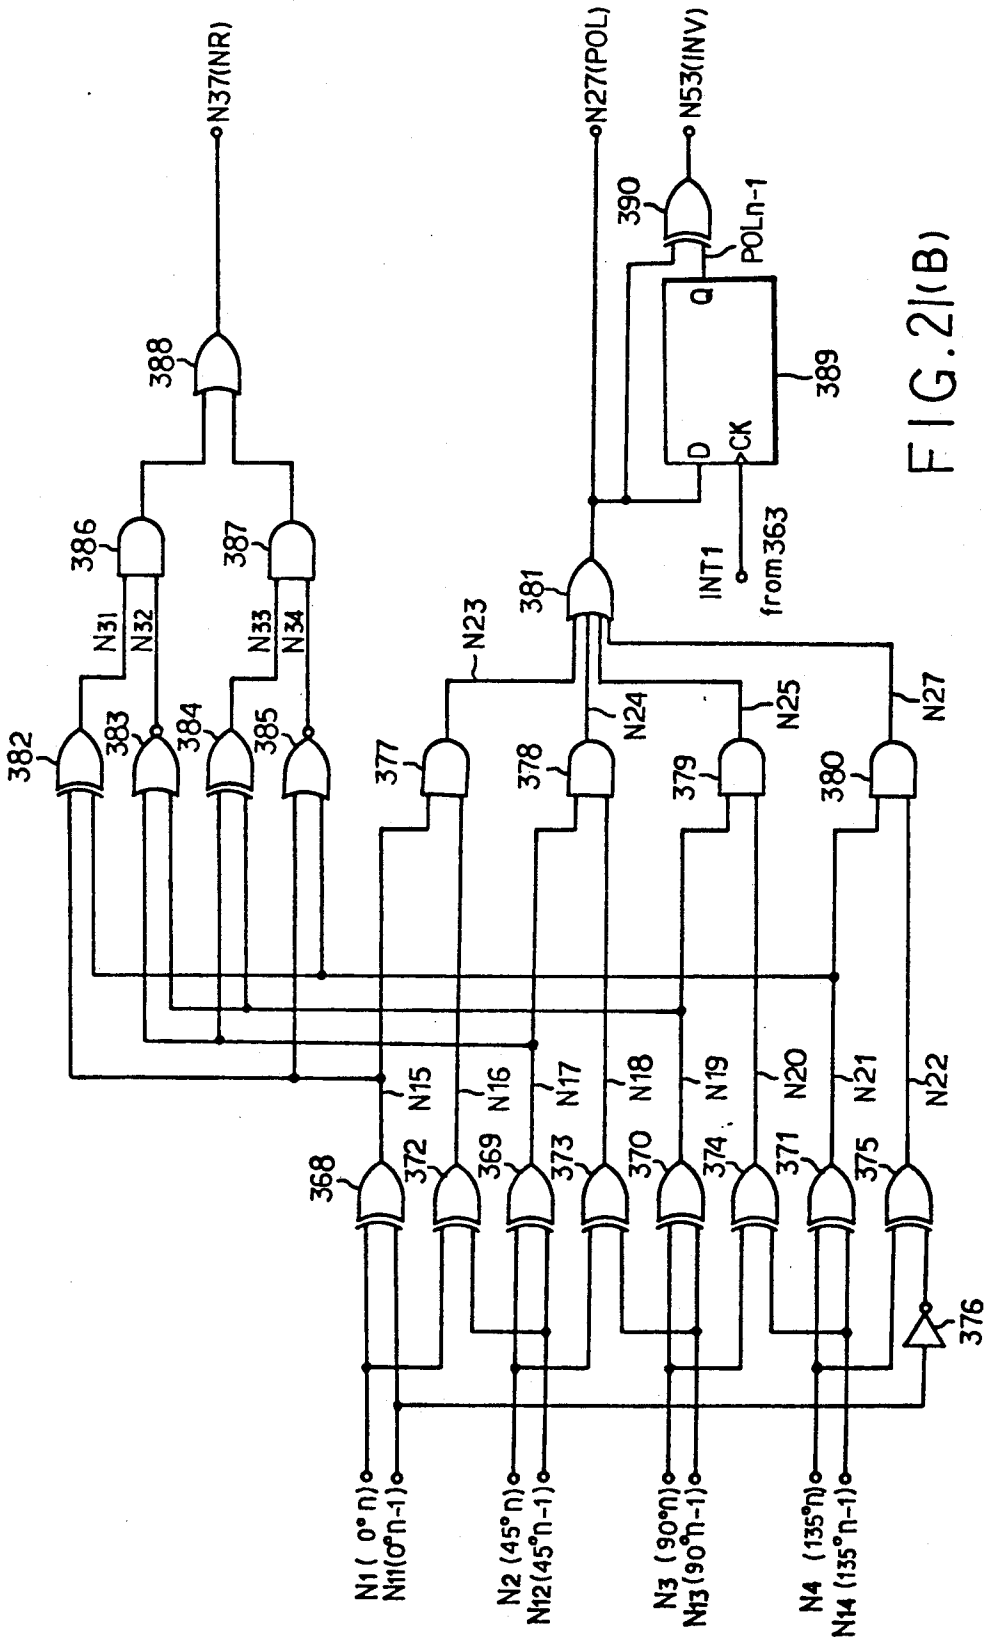 N37(NR)
388
386
387
N31
N32
N33
N34
382
383
384
385
N27(POL)
N53(INV)
390
POLn-1
Q
D
CK
389
INT1
from 363
381
N23
N24
N25
N27
377
378
379
380
N15
N16
N17
N18
N19
N20
N21
N22
368
372
369
373
370
374
371
375
376
N1 ( 0°n)
N11(0°n-1)
N2 (45°n)
N12(45°n-1)
N3 (90°n)
N13(90°n-1)
N4 (135°n)
N14 (135°n-1)
FIG.21(B)